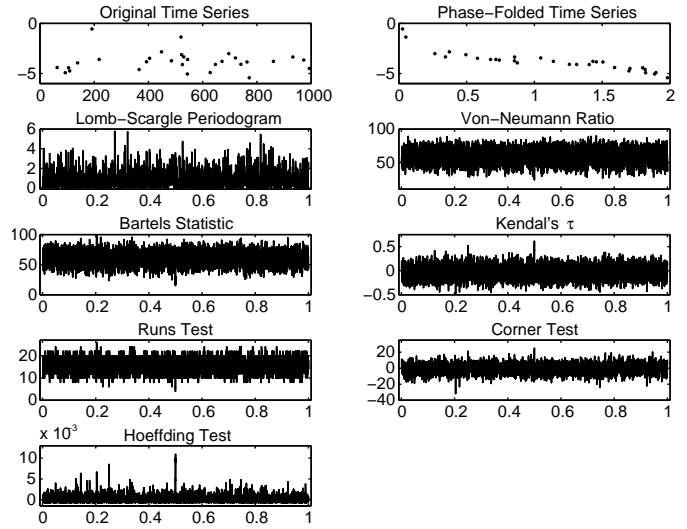 Original Time Series
0
−5
0 200 400 600 800 1000
Phase−Folded Time Series
0
−5
0 0.5 1 1.5 2
Lomb−Scargle Periodogram
6
4
2
0
0 0.2 0.4 0.6 0.8 1
Von−Neumann Ratio
100
50
0 0.2 0.4 0.6 0.8 1
Bartels Statistic
100
50
0
0 0.2 0.4 0.6 0.8 1
Kendal's τ
0.5
0
−0.5
0 0.2 0.4 0.6 0.8 1
Runs Test
20
10
0
0 0.2 0.4 0.6 0.8 1
Corner Test
20
0
−20
−40
0 0.2 0.4 0.6 0.8 1
x 10⁻³
Hoeffding Test
10
5
0
0 0.2 0.4 0.6 0.8 1